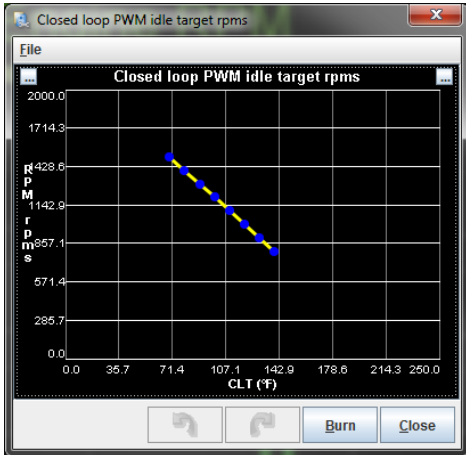 Closed loop PWM idle target rpms
File
... Closed loop PWM idle target rpms ...
2000.0
1714.3
1428.6
1142.9
857.1
571.4
285.7
0.0
RPM rpms
0.0 35.7 71.4 107.1 142.9 178.6 214.3 250.0
CLT (ºF)
Burn Close